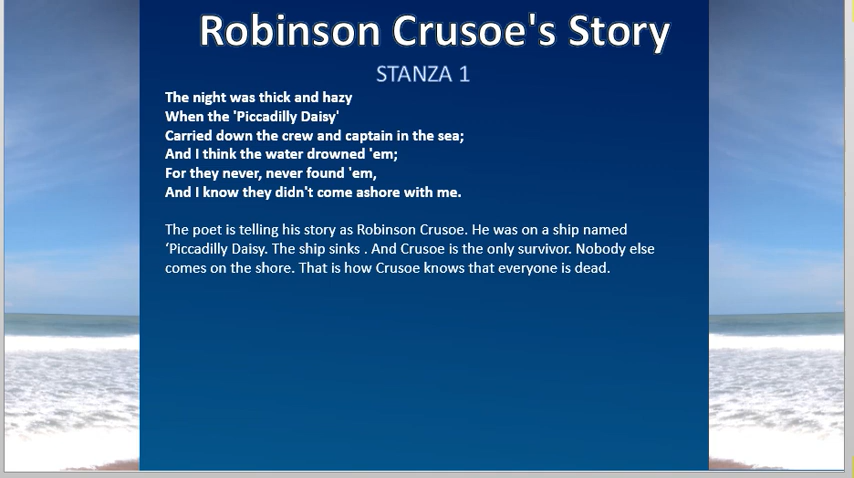 Robinson Crusoe's Story
STANZA 1
The night was thick and hazy
When the 'Piccadilly Daisy'
Carried down the crew and captain in the sea;
And I think the water drowned 'em;
For they never, never found 'em,
And I know they didn't come ashore with me.
The poet is telling his story as Robinson Crusoe. He was on a ship named
‘Piccadilly Daisy. The ship sinks . And Crusoe is the only survivor. Nobody else
comes on the shore. That is how Crusoe knows that everyone is dead.